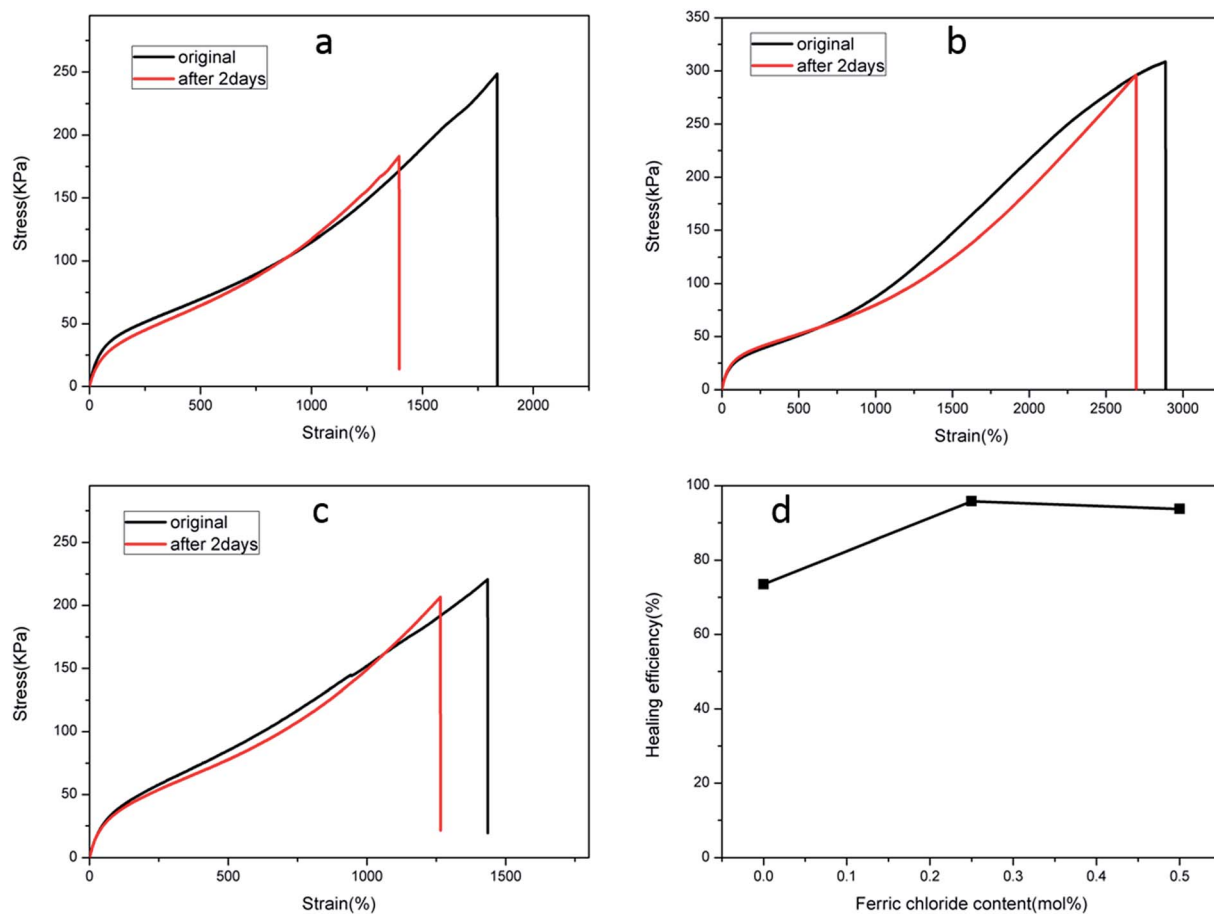 a
original
after 2days
250
200
150
100
50
0
Stress(KPa)
0 500 1000 1500 2000
Strain(%)
b
original
after 2days
350
300
250
200
150
100
50
0
Stress(kPa)
0 500 1000 1500 2000 2500 3000
Strain(%)
c
original
after 2days
250
200
150
100
50
0
Stress(KPa)
0 500 1000 1500
Strain(%)
d
100
80
60
40
20
0
Healing efficiency(%)
0.0 0.1 0.2 0.3 0.4 0.5
Ferric chloride content(mol%)